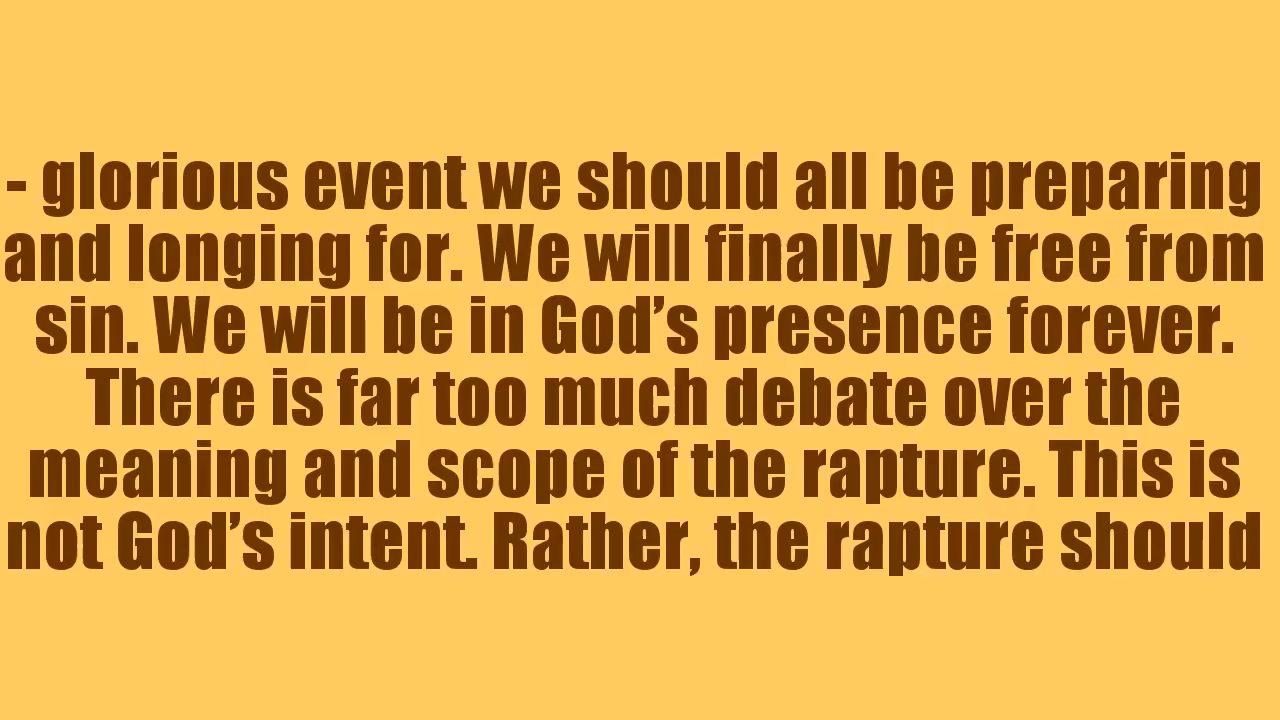 - glorious event we should all be preparing
and longing for. We will finally be free from
sin. We will be in God’s presence forever.
There is far too much debate over the
meaning and scope of the rapture. This is
not God’s intent. Rather, the rapture should